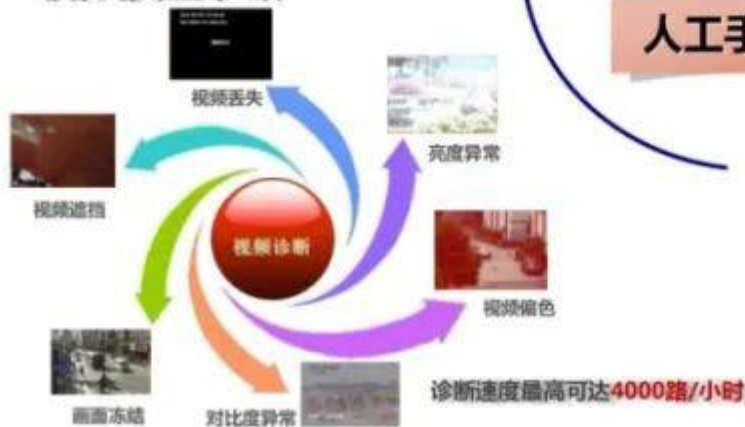 人工手
视频丢失
亮度异常
视频遮挡
视频诊断
视频偏色
诊断速度最高可达4000路/小时
画面冻结
对比度异常